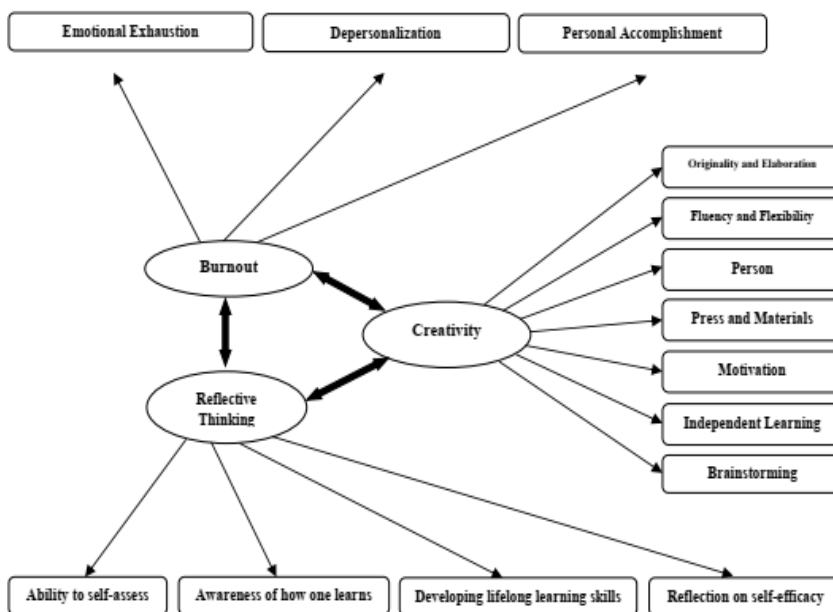 Emotional Exhaustion
Depersonalization
Personal Accomplishment
Originality and Elaboration
Fluency and Flexibility
Burnout
Person
Press and Materials
Creativity
Motivation
Reflective
Thinking
Independent Learning
Brainstorming
Ability to self-assess
Awareness of how one learns
Developing lifelong learning skills
Reflection on self-efficacy